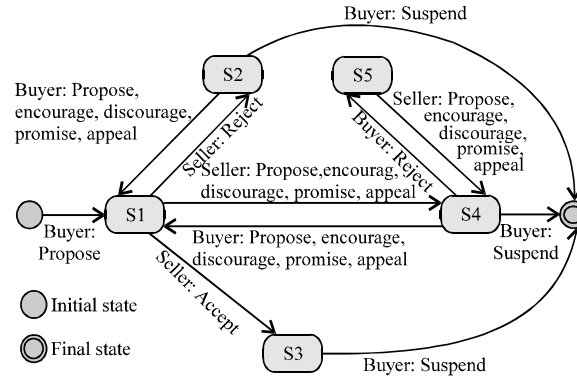 Buyer: Suspend
S2
S5
Buyer: Propose,
encourage, discourage,
promise, appeal
Seller: Reject
Buyer: Reject
Seller: Propose,
encourage,
discourage,
promise,
appeal
Seller: Propose,encourag,
discourage, promise, appeal
S1
S4
Buyer:
Propose
Buyer:
Suspend
Buyer: Propose, encourage,
discourage, promise, appeal
Seller: Accept
Initial state
Final state
S3
Buyer: Suspend